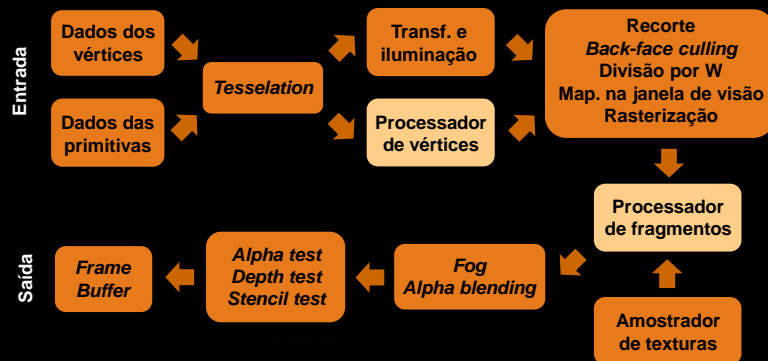 Entrada
Dados dos
vértices
Dados das
primitivas
Tesselation
Transf. e
iluminação
Processador
de vértices
Recorte
Back-face culling
Divisão por W
Map. na janela de visão
Rasterização
Processador
de fragmentos
Amostrador
de texturas
Fog
Alpha blending
Alpha test
Depth test
Stencil test
Frame
Buffer
Saída